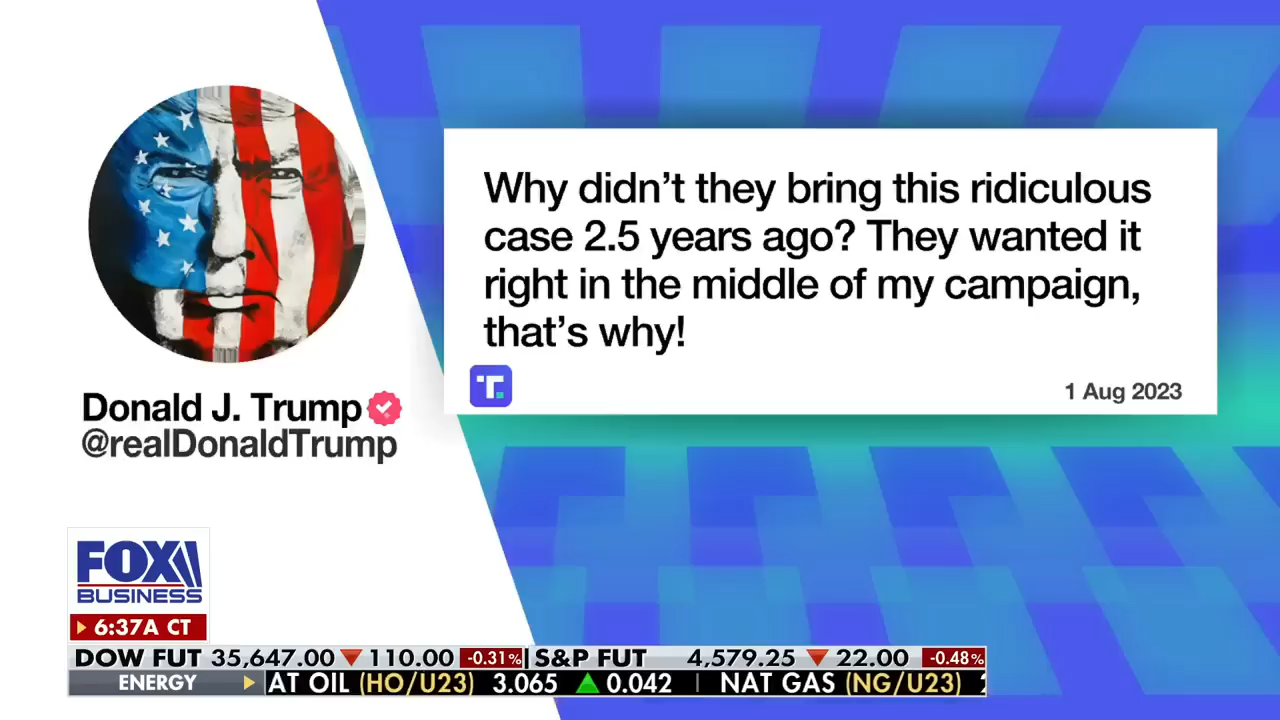 Why didn't they bring this ridiculous
case 2.5 years ago? They wanted it
right in the middle of my campaign,
that's why!
1 Aug 2023
Donald J. Trump
@realDonaldTrump
FOX
BUSINESS
6:37A CT
DOW FUT 35,647.00 110.00 -0.31% S&P FUT 4,579.25 22.00 -0.48%
ENERGY AT OIL (HO/U23) 3.065 0.042 NAT GAS (NG/U23)